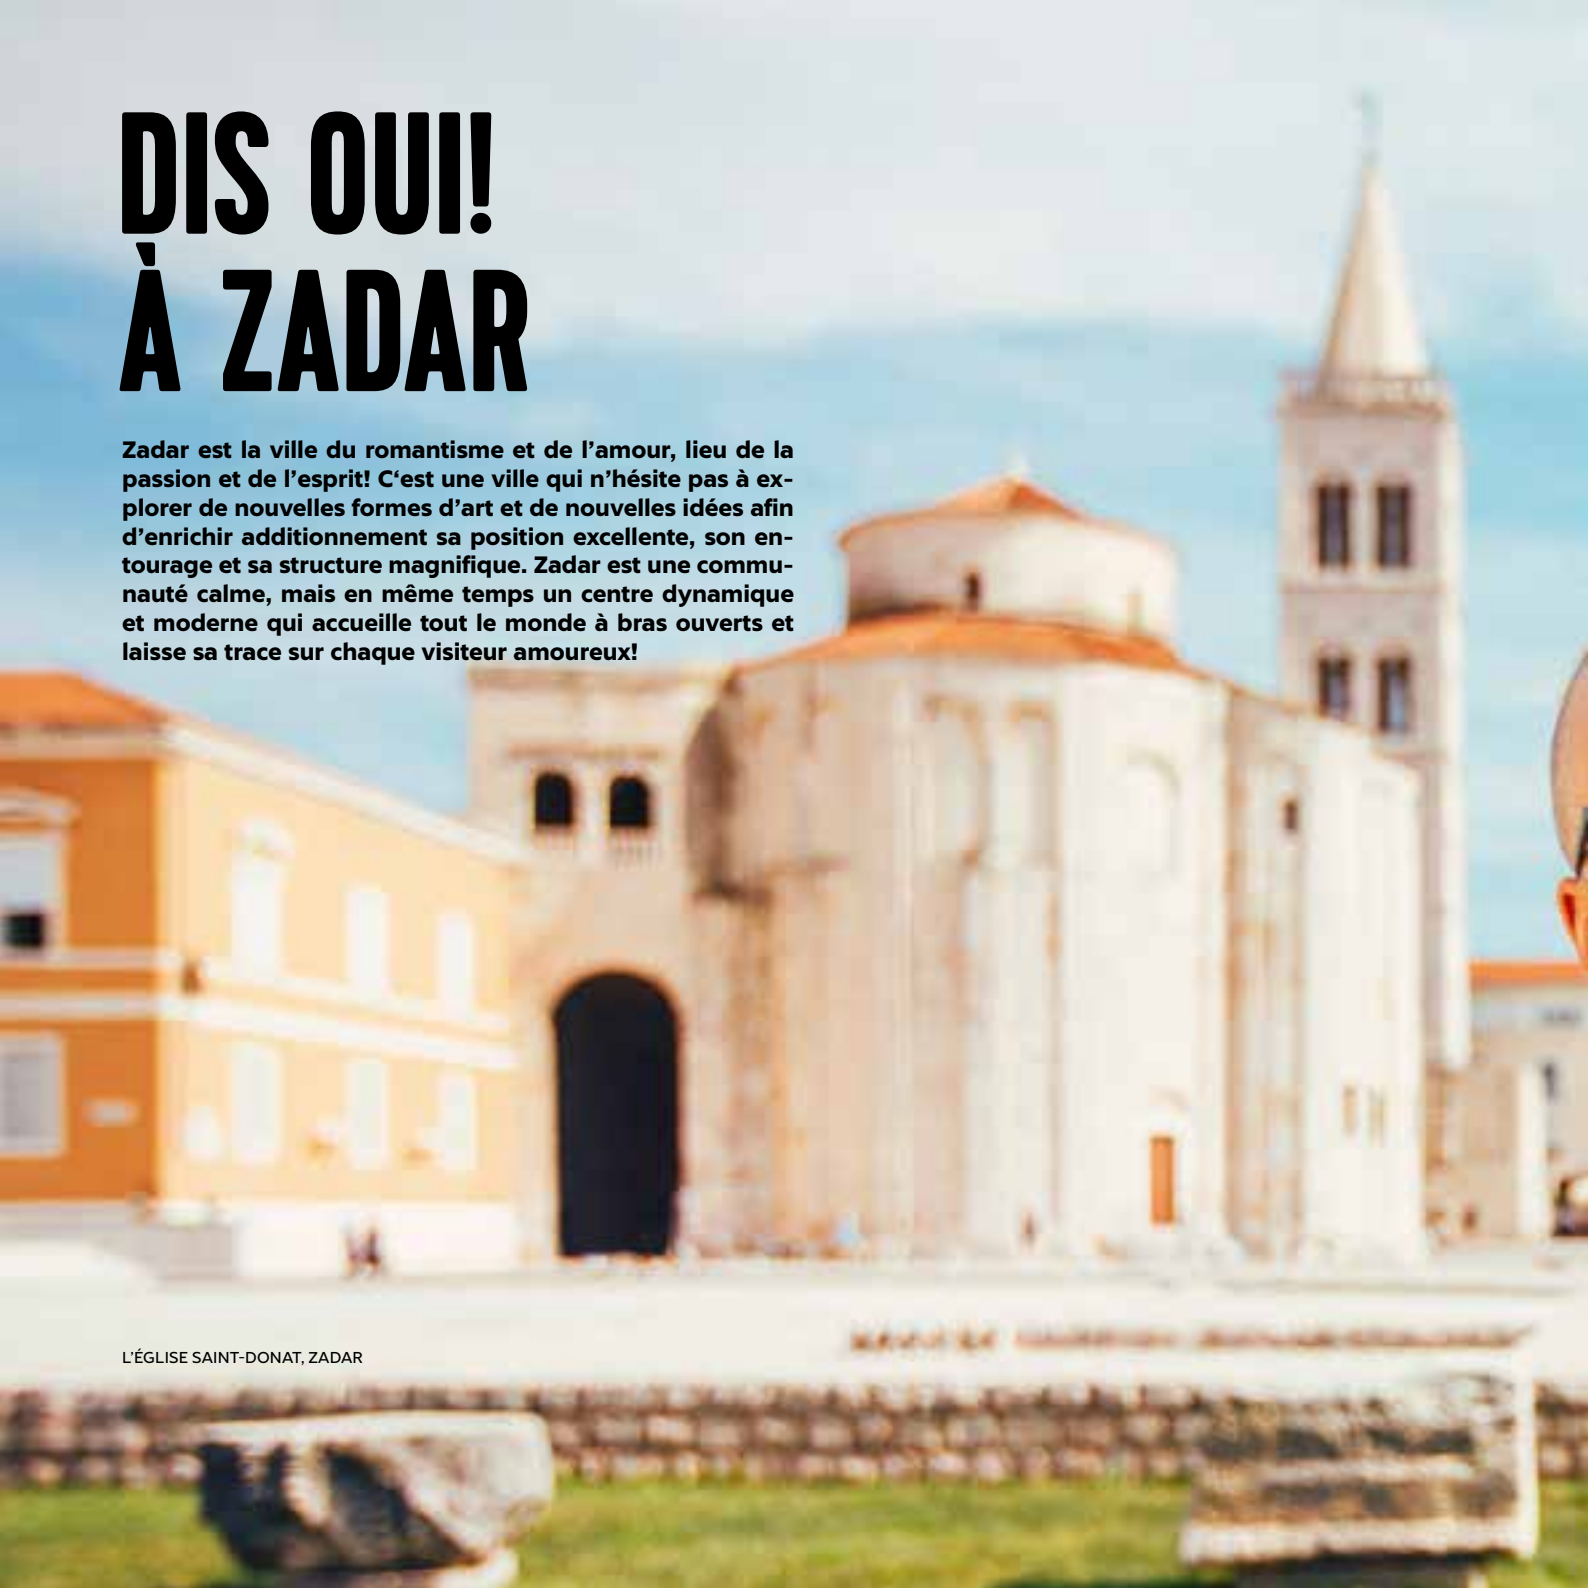 DIS OUI!
À ZADAR
Zadar est la ville du romantisme et de l’amour, lieu de la
passion et de l’esprit! C‘est une ville qui n’hésite pas à ex-
plorer de nouvelles formes d’art et de nouvelles idées afin
d’enrichir additionnement sa position excellente, son en-
tourage et sa structure magnifique. Zadar est une commu-
nauté calme, mais en même temps un centre dynamique
et moderne qui accueille tout le monde à bras ouverts et
laisse sa trace sur chaque visiteur amoureux!
L’ÉGLISE SAINT-DONAT, ZADAR